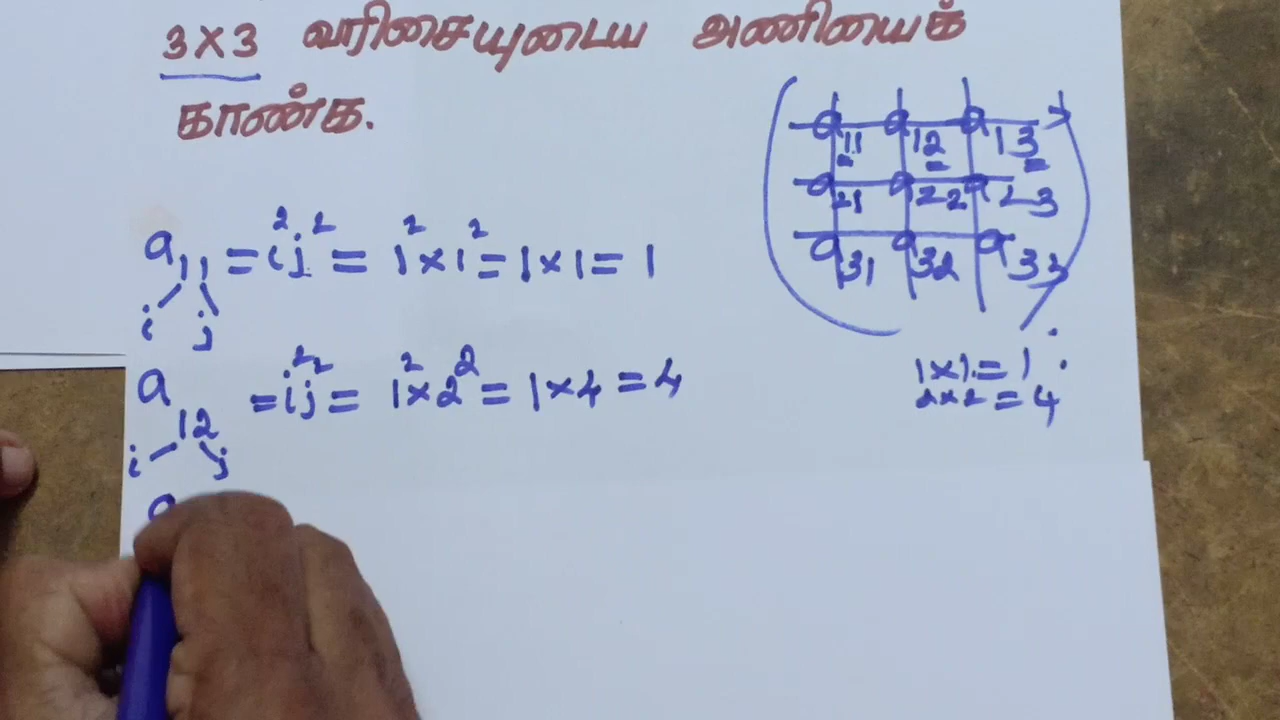 3×3 வரிசையுடைய அணியைக்
காண்க.
a₁₁ a₁₂ a₁₃
a₂₁ a₂₂ a₂₃
a₃₁ a₃₂ a₃₃
a₁₁ = i²j² = 1²×1² = 1×1 = 1
i j
a₁₂ = i²j² = 1²×2² = 1×4 = 4
i j
1×1 = 1
2×2 = 4
a